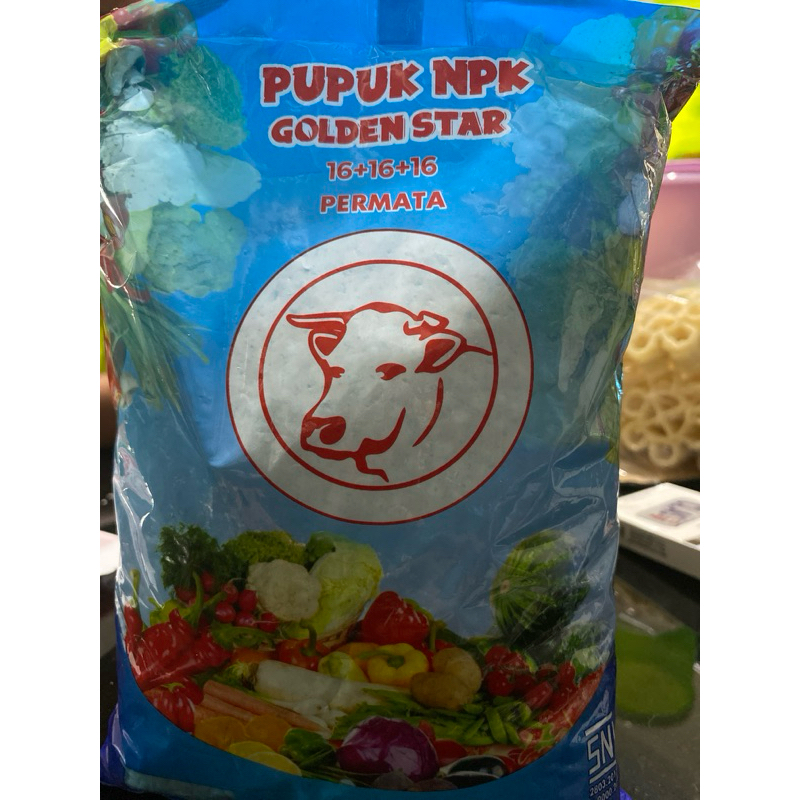 PUPUK NPK
GOLDEN STAR
16+16+16
PERMATA
SNI